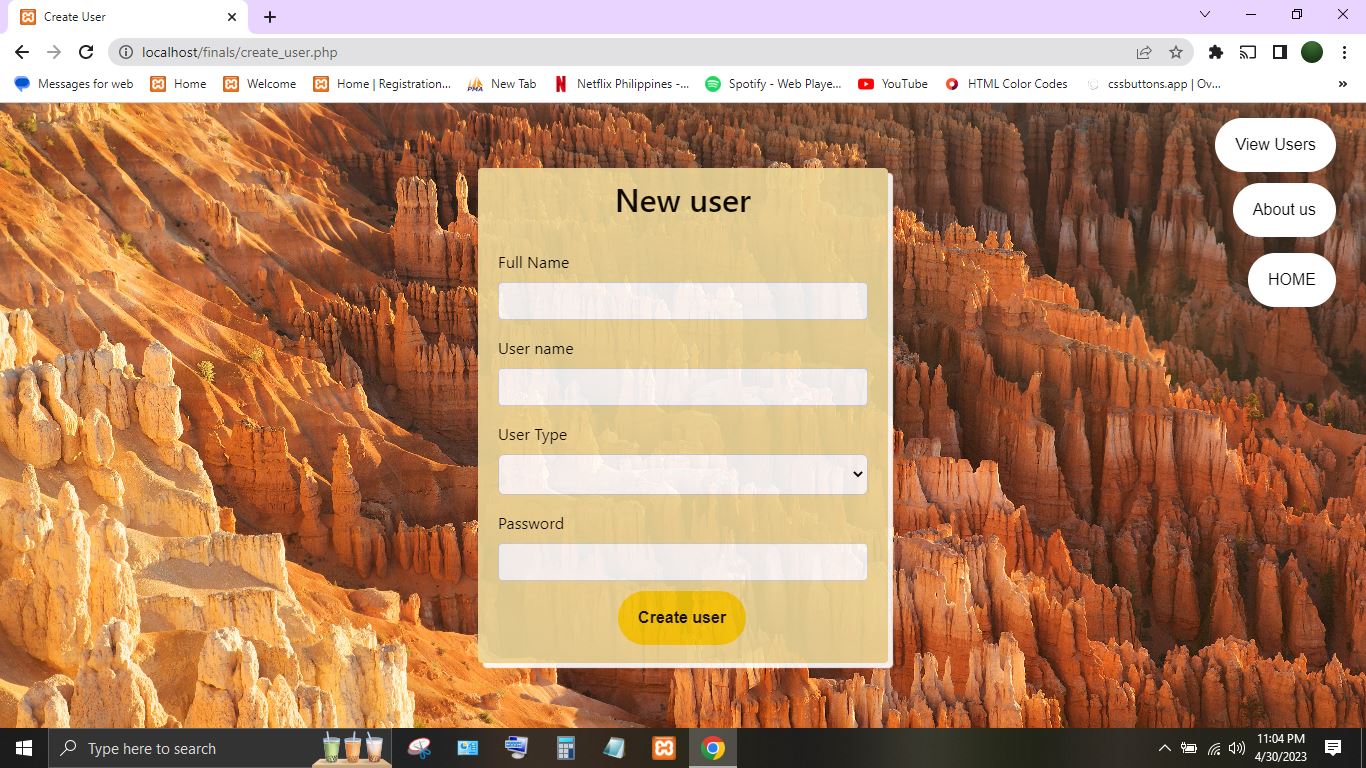 Create User
localhost/finals/create_user.php
Messages for web
Home
Welcome
Home | Registration...
PMA
New Tab
Netflix Philippines -...
Spotify - Web Playe...
YouTube
HTML Color Codes
cssbuttons.app | Ov...
»
View Users
About us
HOME
New user
Full Name
User name
User Type
Password
Create user
Type here to search
11:04 PM
4/30/2023